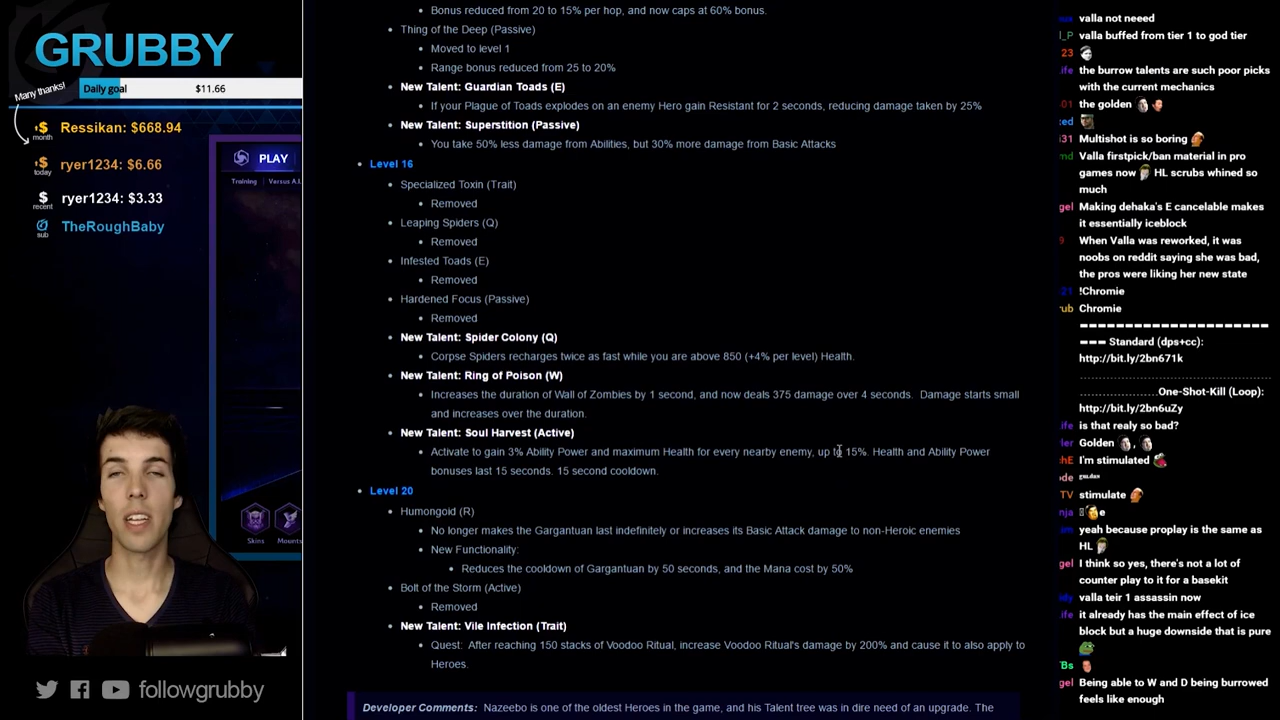 GRUBBY
Many thanks!
Daily goal
$11.66
month
Ressikan: $668.94
today
ryer1234: $6.66
recent
ryer1234: $3.33
sub
TheRoughBaby
PLAY
Training
Skins
Mounts
followgrubby
Bonus reduced from 20 to 15% per hop, and now caps at 60% bonus.
Thing of the Deep (Passive)
Moved to level 1
Range bonus reduced from 25 to 20%
New Talent: Guardian Toads (E)
If your Plague of Toads explodes on an enemy Hero gain Resistant for 2 seconds, reducing damage taken by 25%
New Talent: Superstition (Passive)
You take 50% less damage from Abilities, but 30% more damage from Basic Attacks
Level 16
Specialized Toxin (Trait)
Removed
Leaping Spiders (Q)
Removed
Infested Toads (E)
Removed
Hardened Focus (Passive)
Removed
New Talent: Spider Colony (Q)
Corpse Spiders recharges twice as fast while you are above 850 (+4% per level) Health.
New Talent: Ring of Poison (W)
Increases the duration of Wall of Zombies by 1 second, and now deals 375 damage over 4 seconds. Damage starts small
and increases over the duration.
New Talent: Soul Harvest (Active)
Activate to gain 3% Ability Power and maximum Health for every nearby enemy, up to 15%. Health and Ability Power
bonuses last 15 seconds. 15 second cooldown.
Level 20
Humongoid (R)
No longer makes the Gargantuan last indefinitely or increases its Basic Attack damage to non-Heroic enemies
New Functionality:
Reduces the cooldown of Gargantuan by 50 seconds, and the Mana cost by 50%
Bolt of the Storm (Active)
Removed
New Talent: Vile Infection (Trait)
Quest: After reaching 150 stacks of Voodoo Ritual, increase Voodoo Ritual's damage by 200% and cause it to also apply to
Heroes.
Developer Comments: Nazeebo is one of the oldest Heroes in the game, and his Talent tree was in dire need of an upgrade. The
valla not neeed
valla buffed from tier 1 to god tier
the burrow talents are such poor picks
with the current mechanics
the golden
Multishot is so boring
Valla firstpick/ban material in pro
games now HL scrubs whined so
much
Making dehaka's E cancelable makes
it essentially iceblock
When Valla was reworked, it was
noobs on reddit saying she was bad,
the pros were liking her new state
!Chromie
Chromie
Standard (dps+cc):
http://bit.ly/2bn671k
One-Shot-Kill (Loop):
http://bit.ly/2bn6uZy
is that realy so bad?
Golden
I'm stimulated
stimulate
e
yeah because proplay is the same as
HL
I think so yes, there's not a lot of
counter play to it for a basekit
valla teir 1 assassin now
it already has the main effect of ice
block but a huge downside that is pure
Being able to W and D being burrowed
feels like enough